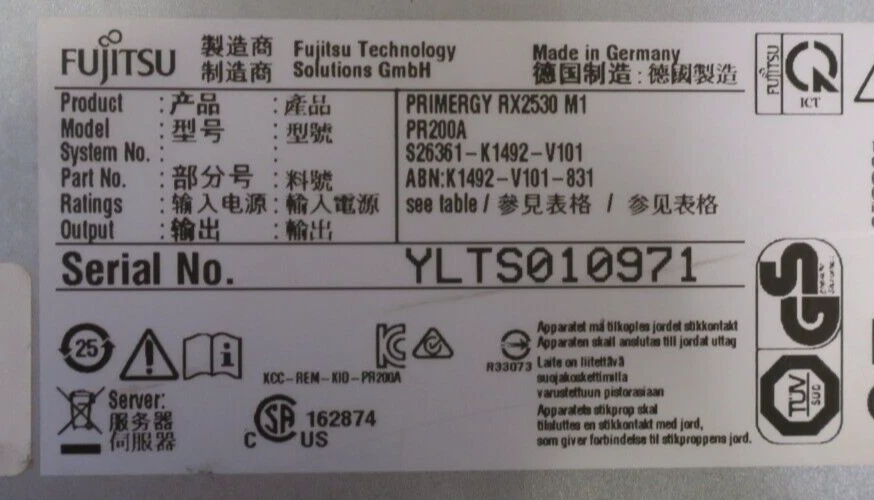 FUJITSU 製造商 Fujitsu Technology Made in Germany
制造商 Solutions GmbH 德国制造 : 德國製造
FUJITSU
ICT
Product : 产品 : 產品 PRIMERGY RX2530 M1
Model : 型号 : 型號 PR200A
System No. : : S26361-K1492-V101
Part No. : 部分号 : 料號 ABN:K1492-V101-831
Ratings : 输入电源 : 輸入電源 see table / 參見表格 / 参见表格
Output : 输出 : 輸出
Serial No. YLTS010971
GS
25
i
KCC-REM-KID-PR200A
R33073
Apparatet må tilkoples jordet stikkontakt
Apparaten skall anslutas till jordat uttag
Laite on liitettävä
suojakoskettimilla
varustettuun pistorasiaan
Apparatets stikprop skal
tilsluttes en stikkontakt med jord,
som giver forbindelse til stikproppens jord.
Server:
服务器
伺服器
C SA US 162874
TÜV
SÜD